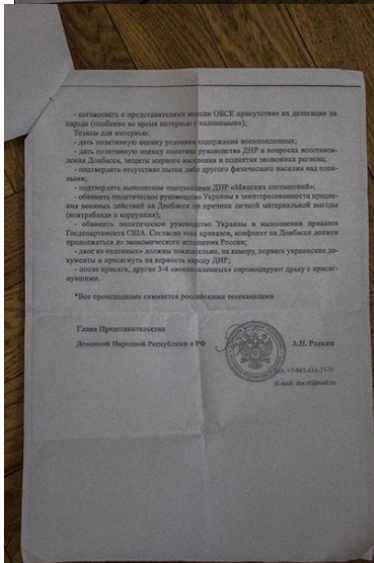 - согласовать с представителями миссии ОБСЕ присутствие их делегации на
параде (особенно во время интервью с «пленными»);
Тезисы для интервью:
- дать позитивную оценку условиям содержания военнопленных;
- дать позитивную оценку политике руководства ДНР в вопросах восстанов-
ления Донбасса, защиты мирного населения и поднятия экономики региона;
- подтвердить отсутствие пыток либо другого физического насилия над плен-
ными;
- подтвердить выполнение ополченцами ДНР «Минских соглашений»;
- обвинить политическое руководство Украины в заинтересованности продле-
ния военных действий на Донбассе по причине личной материальной выгоды
(контрабанда и коррупция);
- обвинить политическое руководство Украины в выполнении приказов
Госдепартамента США. Согласно этих приказов, конфликт на Донбассе должен
продолжаться до экономического истощения России;
- двое из «пленных» должны показательно, на камеру, порвать украинские до-
кументы и присягнуть на верность народу ДНР;
- после присяги, другие 3-4 «военнопленных» спровоцируют драку с присяг-
нувшими.
*Все происходящее снимается российскими телеканалами
Глава Представительства
Донецкой Народной Республики в РФ
А.И.
E-mail: